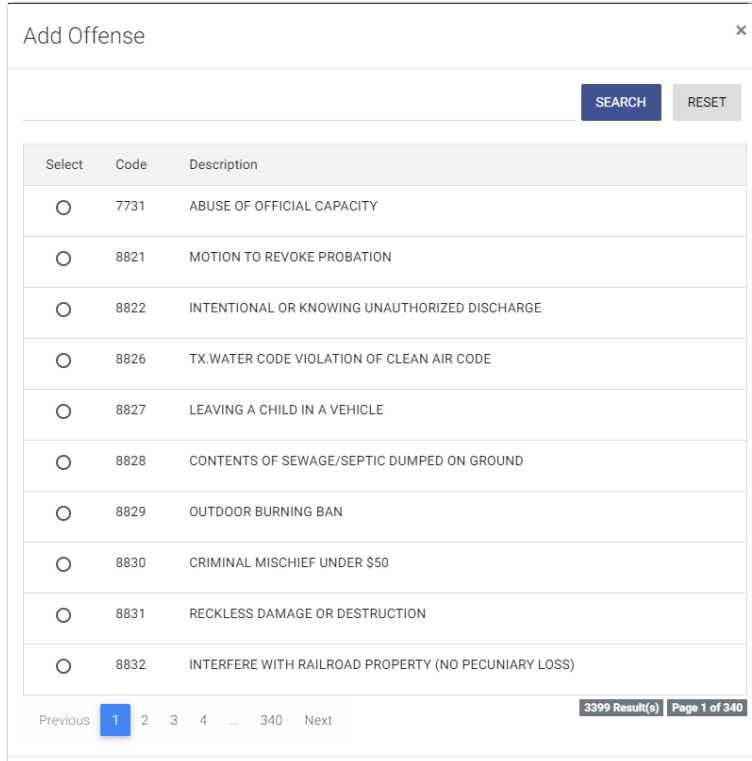 Add Offense ×
SEARCH RESET
Select Code Description
7731 ABUSE OF OFFICIAL CAPACITY
8821 MOTION TO REVOKE PROBATION
8822 INTENTIONAL OR KNOWING UNAUTHORIZED DISCHARGE
8826 TX.WATER CODE VIOLATION OF CLEAN AIR CODE
8827 LEAVING A CHILD IN A VEHICLE
8828 CONTENTS OF SEWAGE/SEPTIC DUMPED ON GROUND
8829 OUTDOOR BURNING BAN
8830 CRIMINAL MISCHIEF UNDER $50
8831 RECKLESS DAMAGE OR DESTRUCTION
8832 INTERFERE WITH RAILROAD PROPERTY (NO PECUNIARY LOSS)
Previous 1 2 3 4 ... 340 Next 3399 Result(s) Page 1 of 340